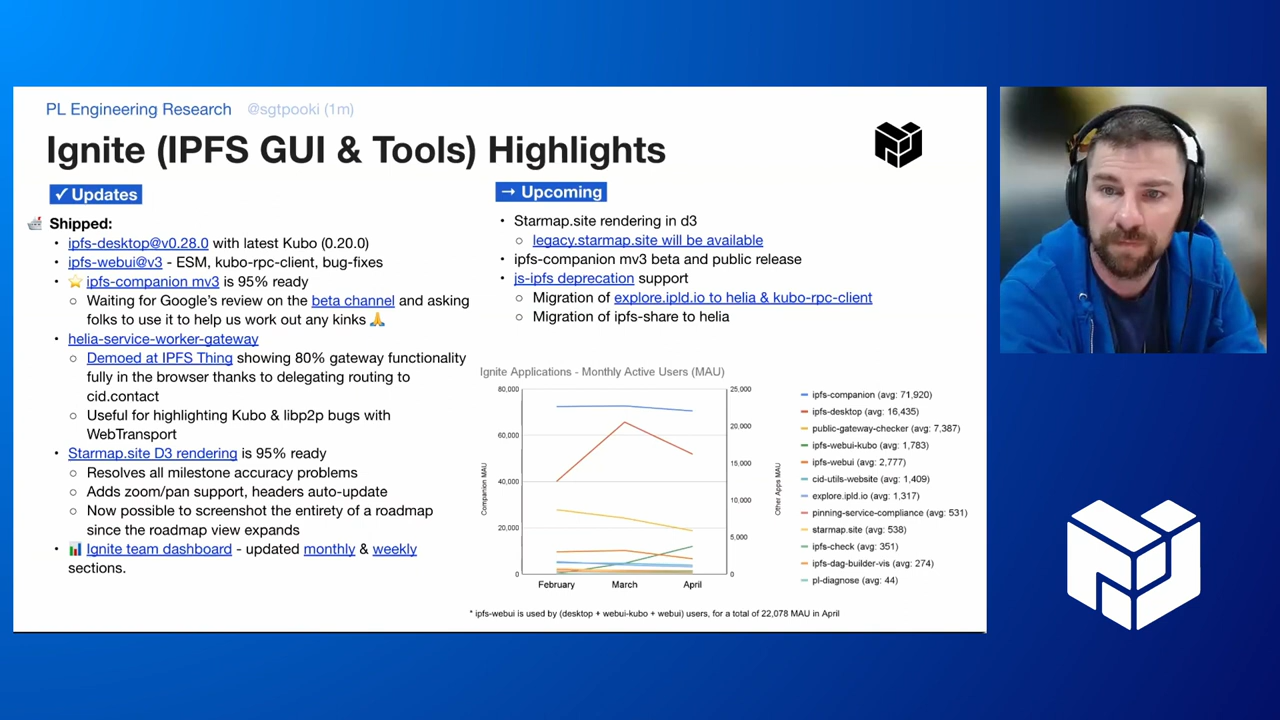 PL Engineering Research @sgtpooki (1m)
Ignite (IPFS GUI & Tools) Highlights
✓ Updates
🚢 Shipped:
• ipfs-desktop@v0.28.0 with latest Kubo (0.20.0)
• ipfs-webui@v3 - ESM, kubo-rpc-client, bug-fixes
• ⭐ ipfs-companion mv3 is 95% ready
○ Waiting for Google's review on the beta channel and asking
folks to use it to help us work out any kinks 🙏
• helia-service-worker-gateway
○ Demoed at IPFS Thing showing 80% gateway functionality
fully in the browser thanks to delegating routing to
cid.contact
○ Useful for highlighting Kubo & libp2p bugs with
WebTransport
• Starmap.site D3 rendering is 95% ready
○ Resolves all milestone accuracy problems
○ Adds zoom/pan support, headers auto-update
○ Now possible to screenshot the entirety of a roadmap
since the roadmap view expands
• 📊 Ignite team dashboard - updated monthly & weekly
sections.
→ Upcoming
• Starmap.site rendering in d3
○ legacy.starmap.site will be available
• ipfs-companion mv3 beta and public release
• js-ipfs deprecation support
○ Migration of explore.ipld.io to helia & kubo-rpc-client
○ Migration of ipfs-share to helia
Ignite Applications - Monthly Active Users (MAU)
80,000
60,000
40,000
20,000
0
Companion MAU
25,000
20,000
15,000
10,000
5,000
0
Other Apps MAU
February March April
ipfs-companion (avg: 71,920)
ipfs-desktop (avg: 16,435)
public-gateway-checker (avg: 7,387)
ipfs-webui-kubo (avg: 1,783)
ipfs-webui (avg: 2,777)
cid-utils-website (avg: 1,409)
explore.ipld.io (avg: 1,317)
pinning-service-compliance (avg: 531)
starmap.site (avg: 538)
ipfs-check (avg: 351)
ipfs-dag-builder-vis (avg: 274)
pl-diagnose (avg: 44)
* ipfs-webui is used by (desktop + webui-kubo + webui) users, for a total of 22,078 MAU in April